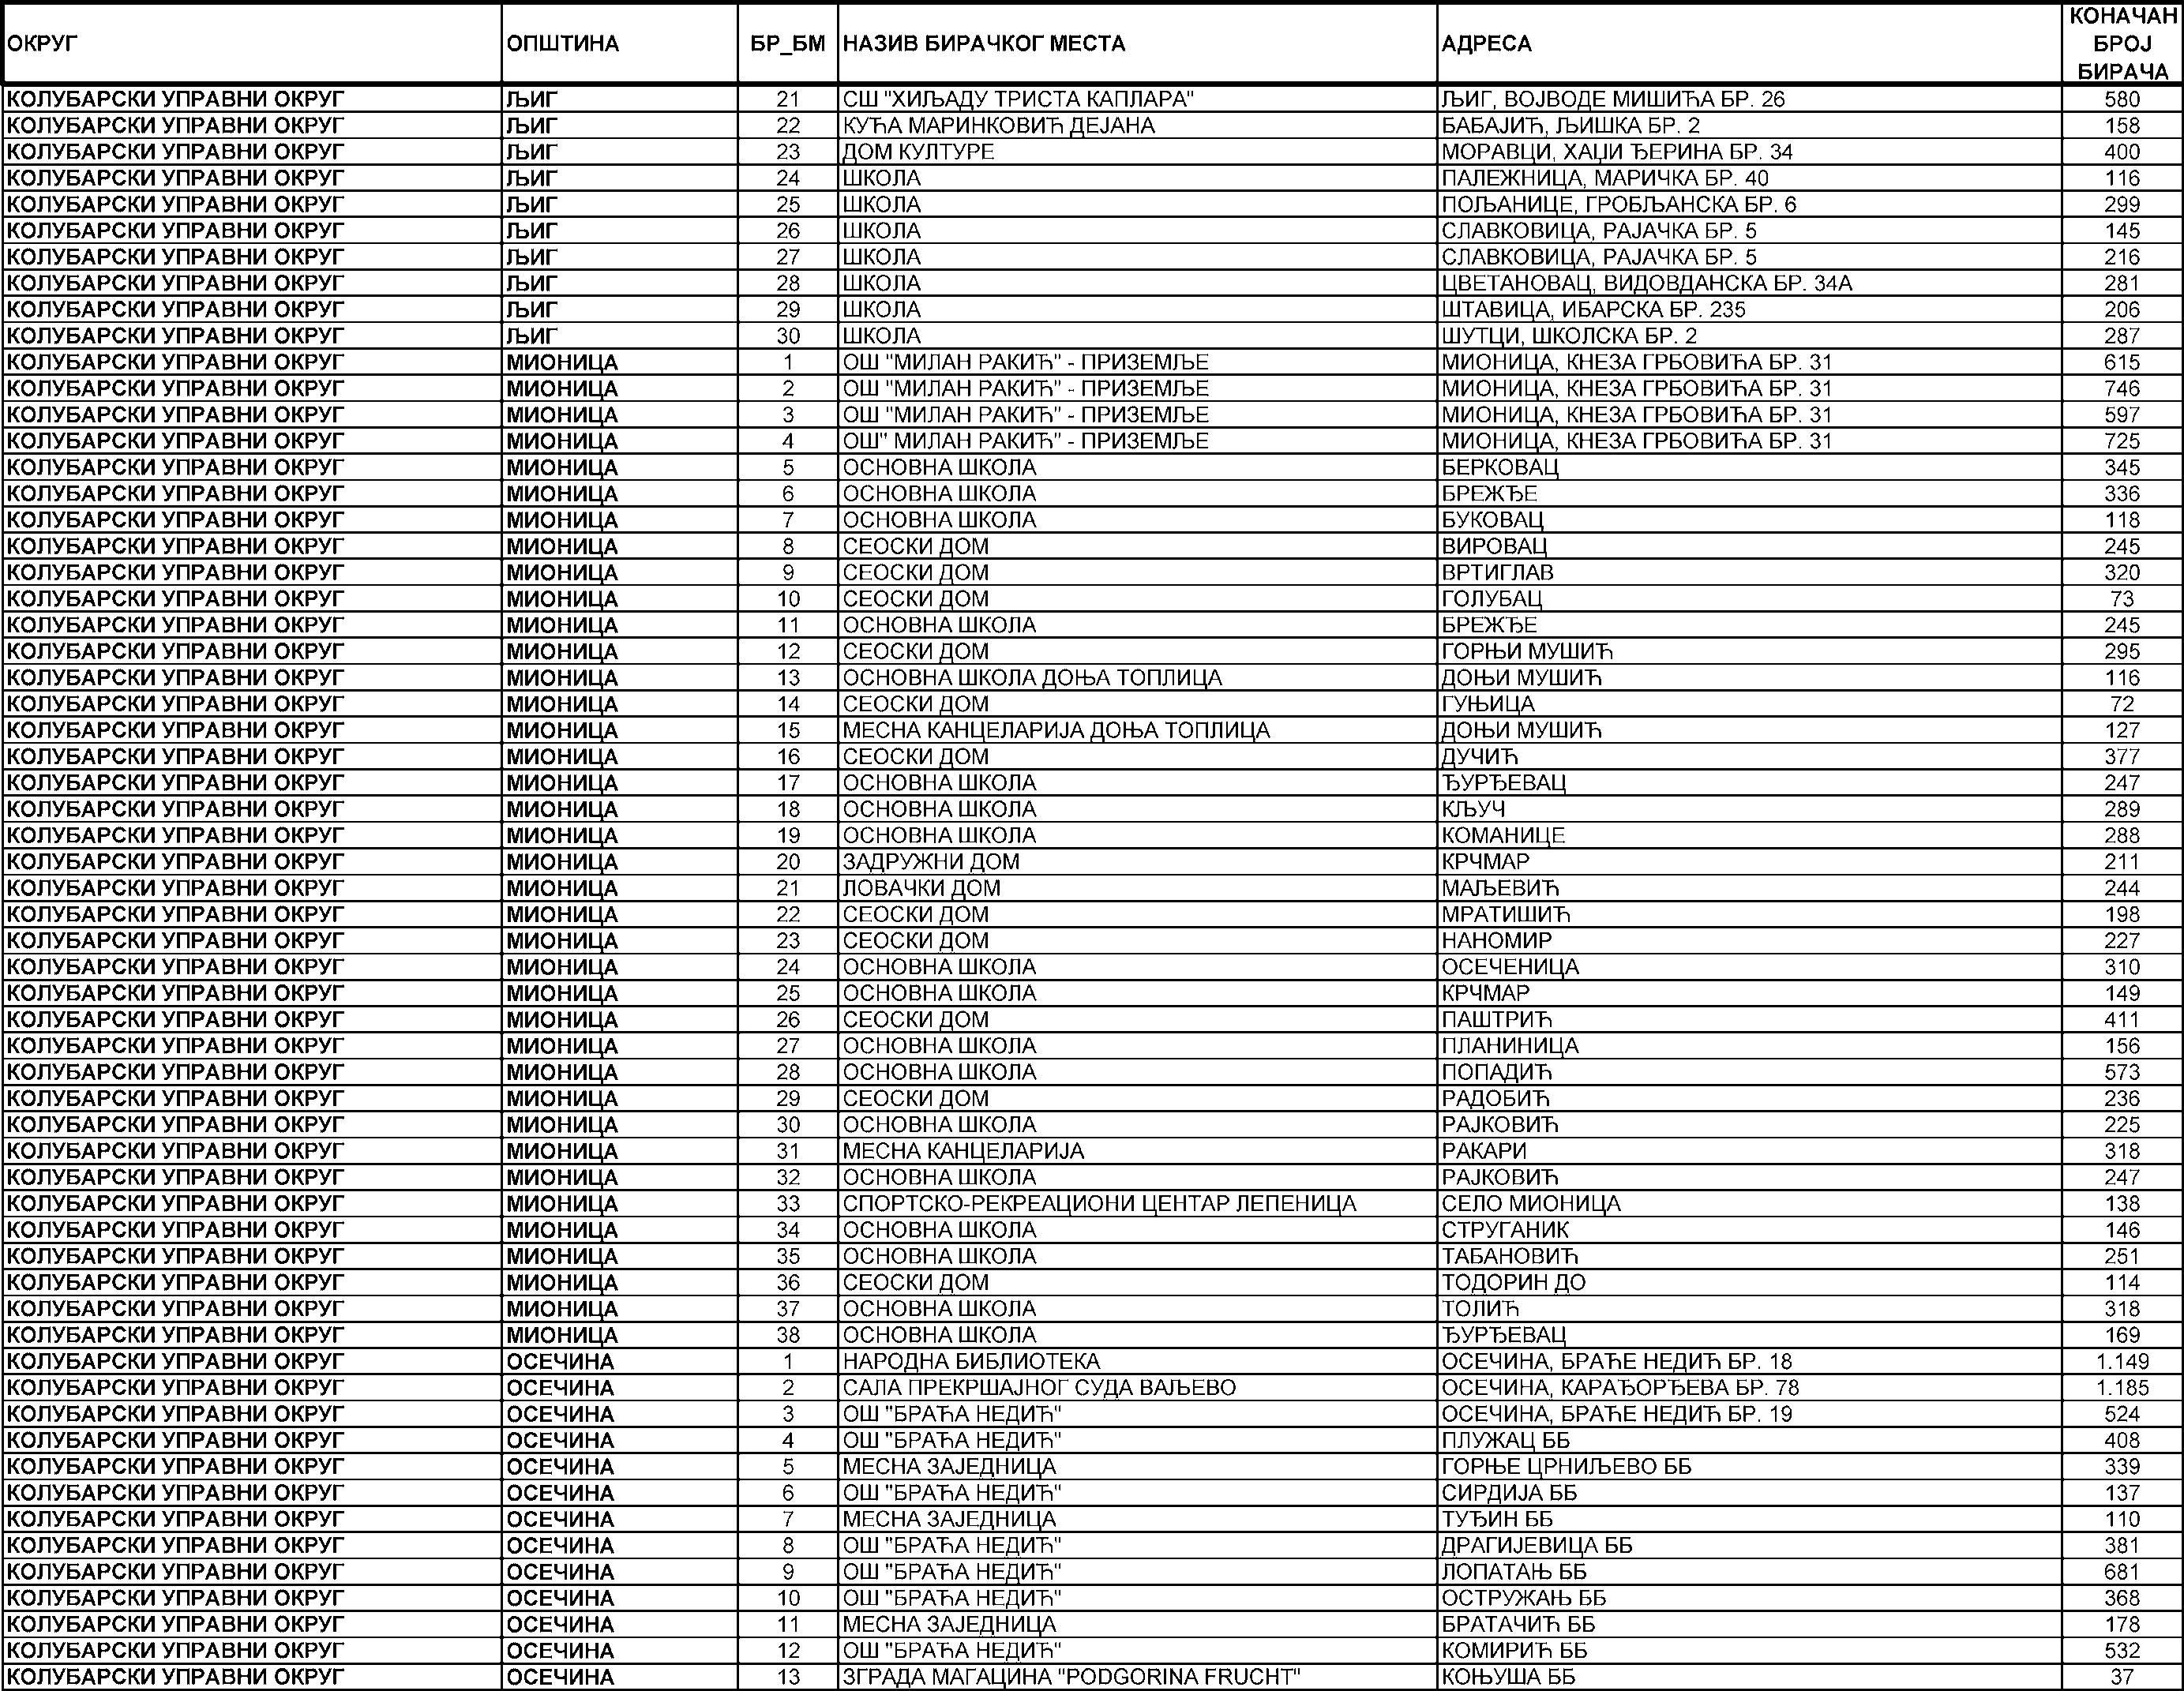 ОКРУГ ОПШТИНА БР_БМ НАЗИВ БИРАЧКОГ МЕСТА АДРЕСА КОНАЧАН БРОЈ БИРАЧА
КОЛУБАРСКИ УПРАВНИ ОКРУГ ЉИГ 21 СШ "ХИЉАДУ ТРИСТА КАПЛАРА" ЉИГ, ВОЈВОДЕ МИШИЋА БР. 26 580
КОЛУБАРСКИ УПРАВНИ ОКРУГ ЉИГ 22 КУЋА МАРИНКОВИЋ ДЕЈАНА БАБАЈИЋ, ЉИШКА БР. 2 158
КОЛУБАРСКИ УПРАВНИ ОКРУГ ЉИГ 23 ДОМ КУЛТУРЕ МОРАВЦИ, ХАЏИ ЂЕРИНА БР. 34 400
КОЛУБАРСКИ УПРАВНИ ОКРУГ ЉИГ 24 ШКОЛА ПАЛЕЖНИЦА, МАРИЧКА БР. 40 116
КОЛУБАРСКИ УПРАВНИ ОКРУГ ЉИГ 25 ШКОЛА ПОЉАНИЦЕ, ГРОБЉАНСКА БР. 6 299
КОЛУБАРСКИ УПРАВНИ ОКРУГ ЉИГ 26 ШКОЛА СЛАВКОВИЦА, РАЈАЧКА БР. 5 145
КОЛУБАРСКИ УПРАВНИ ОКРУГ ЉИГ 27 ШКОЛА СЛАВКОВИЦА, РАЈАЧКА БР. 5 216
КОЛУБАРСКИ УПРАВНИ ОКРУГ ЉИГ 28 ШКОЛА ЦВЕТАНОВАЦ, ВИДОВДАНСКА БР. 34А 281
КОЛУБАРСКИ УПРАВНИ ОКРУГ ЉИГ 29 ШКОЛА ШТАВИЦА, ИБАРСКА БР. 235 206
КОЛУБАРСКИ УПРАВНИ ОКРУГ ЉИГ 30 ШКОЛА ШУТЦИ, ШКОЛСКА БР. 2 287
КОЛУБАРСКИ УПРАВНИ ОКРУГ МИОНИЦА 1 ОШ "МИЛАН РАКИЋ" - ПРИЗЕМЉЕ МИОНИЦА, КНЕЗА ГРБОВИЋА БР. 31 615
КОЛУБАРСКИ УПРАВНИ ОКРУГ МИОНИЦА 2 ОШ "МИЛАН РАКИЋ" - ПРИЗЕМЉЕ МИОНИЦА, КНЕЗА ГРБОВИЋА БР. 31 746
КОЛУБАРСКИ УПРАВНИ ОКРУГ МИОНИЦА 3 ОШ "МИЛАН РАКИЋ" - ПРИЗЕМЉЕ МИОНИЦА, КНЕЗА ГРБОВИЋА БР. 31 597
КОЛУБАРСКИ УПРАВНИ ОКРУГ МИОНИЦА 4 ОШ" МИЛАН РАКИЋ" - ПРИЗЕМЉЕ МИОНИЦА, КНЕЗА ГРБОВИЋА БР. 31 725
КОЛУБАРСКИ УПРАВНИ ОКРУГ МИОНИЦА 5 ОСНОВНА ШКОЛА БЕРКОВАЦ 345
КОЛУБАРСКИ УПРАВНИ ОКРУГ МИОНИЦА 6 ОСНОВНА ШКОЛА БРЕЖЂЕ 336
КОЛУБАРСКИ УПРАВНИ ОКРУГ МИОНИЦА 7 ОСНОВНА ШКОЛА БУКОВАЦ 118
КОЛУБАРСКИ УПРАВНИ ОКРУГ МИОНИЦА 8 СЕОСКИ ДОМ ВИРОВАЦ 245
КОЛУБАРСКИ УПРАВНИ ОКРУГ МИОНИЦА 9 СЕОСКИ ДОМ ВРТИГЛАВ 320
КОЛУБАРСКИ УПРАВНИ ОКРУГ МИОНИЦА 10 СЕОСКИ ДОМ ГОЛУБАЦ 73
КОЛУБАРСКИ УПРАВНИ ОКРУГ МИОНИЦА 11 ОСНОВНА ШКОЛА БРЕЖЂЕ 245
КОЛУБАРСКИ УПРАВНИ ОКРУГ МИОНИЦА 12 СЕОСКИ ДОМ ГОРЊИ МУШИЋ 295
КОЛУБАРСКИ УПРАВНИ ОКРУГ МИОНИЦА 13 ОСНОВНА ШКОЛА ДОЊА ТОПЛИЦА ДОЊИ МУШИЋ 116
КОЛУБАРСКИ УПРАВНИ ОКРУГ МИОНИЦА 14 СЕОСКИ ДОМ ГУЊИЦА 72
КОЛУБАРСКИ УПРАВНИ ОКРУГ МИОНИЦА 15 МЕСНА КАНЦЕЛАРИЈА ДОЊА ТОПЛИЦА ДОЊИ МУШИЋ 127
КОЛУБАРСКИ УПРАВНИ ОКРУГ МИОНИЦА 16 СЕОСКИ ДОМ ДУЧИЋ 377
КОЛУБАРСКИ УПРАВНИ ОКРУГ МИОНИЦА 17 ОСНОВНА ШКОЛА ЂУРЂЕВАЦ 247
КОЛУБАРСКИ УПРАВНИ ОКРУГ МИОНИЦА 18 ОСНОВНА ШКОЛА КЉУЧ 289
КОЛУБАРСКИ УПРАВНИ ОКРУГ МИОНИЦА 19 ОСНОВНА ШКОЛА КОМАНИЦЕ 288
КОЛУБАРСКИ УПРАВНИ ОКРУГ МИОНИЦА 20 ЗАДРУЖНИ ДОМ КРЧМАР 211
КОЛУБАРСКИ УПРАВНИ ОКРУГ МИОНИЦА 21 ЛОВАЧКИ ДОМ МАЉЕВИЋ 244
КОЛУБАРСКИ УПРАВНИ ОКРУГ МИОНИЦА 22 СЕОСКИ ДОМ МРАТИШИЋ 198
КОЛУБАРСКИ УПРАВНИ ОКРУГ МИОНИЦА 23 СЕОСКИ ДОМ НАНОМИР 227
КОЛУБАРСКИ УПРАВНИ ОКРУГ МИОНИЦА 24 ОСНОВНА ШКОЛА ОСЕЧЕНИЦА 310
КОЛУБАРСКИ УПРАВНИ ОКРУГ МИОНИЦА 25 ОСНОВНА ШКОЛА КРЧМАР 149
КОЛУБАРСКИ УПРАВНИ ОКРУГ МИОНИЦА 26 СЕОСКИ ДОМ ПАШТРИЋ 411
КОЛУБАРСКИ УПРАВНИ ОКРУГ МИОНИЦА 27 ОСНОВНА ШКОЛА ПЛАНИНИЦА 156
КОЛУБАРСКИ УПРАВНИ ОКРУГ МИОНИЦА 28 ОСНОВНА ШКОЛА ПОПАДИЋ 573
КОЛУБАРСКИ УПРАВНИ ОКРУГ МИОНИЦА 29 СЕОСКИ ДОМ РАДОБИЋ 236
КОЛУБАРСКИ УПРАВНИ ОКРУГ МИОНИЦА 30 ОСНОВНА ШКОЛА РАЈКОВИЋ 225
КОЛУБАРСКИ УПРАВНИ ОКРУГ МИОНИЦА 31 МЕСНА КАНЦЕЛАРИЈА РАКАРИ 318
КОЛУБАРСКИ УПРАВНИ ОКРУГ МИОНИЦА 32 ОСНОВНА ШКОЛА РАЈКОВИЋ 247
КОЛУБАРСКИ УПРАВНИ ОКРУГ МИОНИЦА 33 СПОРТСКО-РЕКРЕАЦИОНИ ЦЕНТАР ЛЕПЕНИЦА СЕЛО МИОНИЦА 138
КОЛУБАРСКИ УПРАВНИ ОКРУГ МИОНИЦА 34 ОСНОВНА ШКОЛА СТРУГАНИК 146
КОЛУБАРСКИ УПРАВНИ ОКРУГ МИОНИЦА 35 ОСНОВНА ШКОЛА ТАБАНОВИЋ 251
КОЛУБАРСКИ УПРАВНИ ОКРУГ МИОНИЦА 36 СЕОСКИ ДОМ ТОДОРИН ДО 114
КОЛУБАРСКИ УПРАВНИ ОКРУГ МИОНИЦА 37 ОСНОВНА ШКОЛА ТОЛИЋ 318
КОЛУБАРСКИ УПРАВНИ ОКРУГ МИОНИЦА 38 ОСНОВНА ШКОЛА ЂУРЂЕВАЦ 169
КОЛУБАРСКИ УПРАВНИ ОКРУГ ОСЕЧИНА 1 НАРОДНА БИБЛИОТЕКА ОСЕЧИНА, БРАЋЕ НЕДИЋ БР. 18 1.149
КОЛУБАРСКИ УПРАВНИ ОКРУГ ОСЕЧИНА 2 САЛА ПРЕКРШАЈНОГ СУДА ВАЉЕВО ОСЕЧИНА, КАРАЂОРЂЕВА БР. 78 1.185
КОЛУБАРСКИ УПРАВНИ ОКРУГ ОСЕЧИНА 3 ОШ "БРАЋА НЕДИЋ" ОСЕЧИНА, БРАЋЕ НЕДИЋ БР. 19 524
КОЛУБАРСКИ УПРАВНИ ОКРУГ ОСЕЧИНА 4 ОШ "БРАЋА НЕДИЋ" ПЛУЖАЦ ББ 408
КОЛУБАРСКИ УПРАВНИ ОКРУГ ОСЕЧИНА 5 МЕСНА ЗАЈЕДНИЦА ГОРЊЕ ЦРНИЉЕВО ББ 339
КОЛУБАРСКИ УПРАВНИ ОКРУГ ОСЕЧИНА 6 ОШ "БРАЋА НЕДИЋ" СИРДИЈА ББ 137
КОЛУБАРСКИ УПРАВНИ ОКРУГ ОСЕЧИНА 7 МЕСНА ЗАЈЕДНИЦА ТУЂИН ББ 110
КОЛУБАРСКИ УПРАВНИ ОКРУГ ОСЕЧИНА 8 ОШ "БРАЋА НЕДИЋ" ДРАГИЈЕВИЦА ББ 381
КОЛУБАРСКИ УПРАВНИ ОКРУГ ОСЕЧИНА 9 ОШ "БРАЋА НЕДИЋ" ЛОПАТАЊ ББ 681
КОЛУБАРСКИ УПРАВНИ ОКРУГ ОСЕЧИНА 10 ОШ "БРАЋА НЕДИЋ" ОСТРУЖАЊ ББ 368
КОЛУБАРСКИ УПРАВНИ ОКРУГ ОСЕЧИНА 11 МЕСНА ЗАЈЕДНИЦА БРАТАЧИЋ ББ 178
КОЛУБАРСКИ УПРАВНИ ОКРУГ ОСЕЧИНА 12 ОШ "БРАЋА НЕДИЋ" КОМИРИЋ ББ 532
КОЛУБАРСКИ УПРАВНИ ОКРУГ ОСЕЧИНА 13 ЗГРАДА МАГАЦИНА "PODGORINA FRUCHT" КОЊУША ББ 37